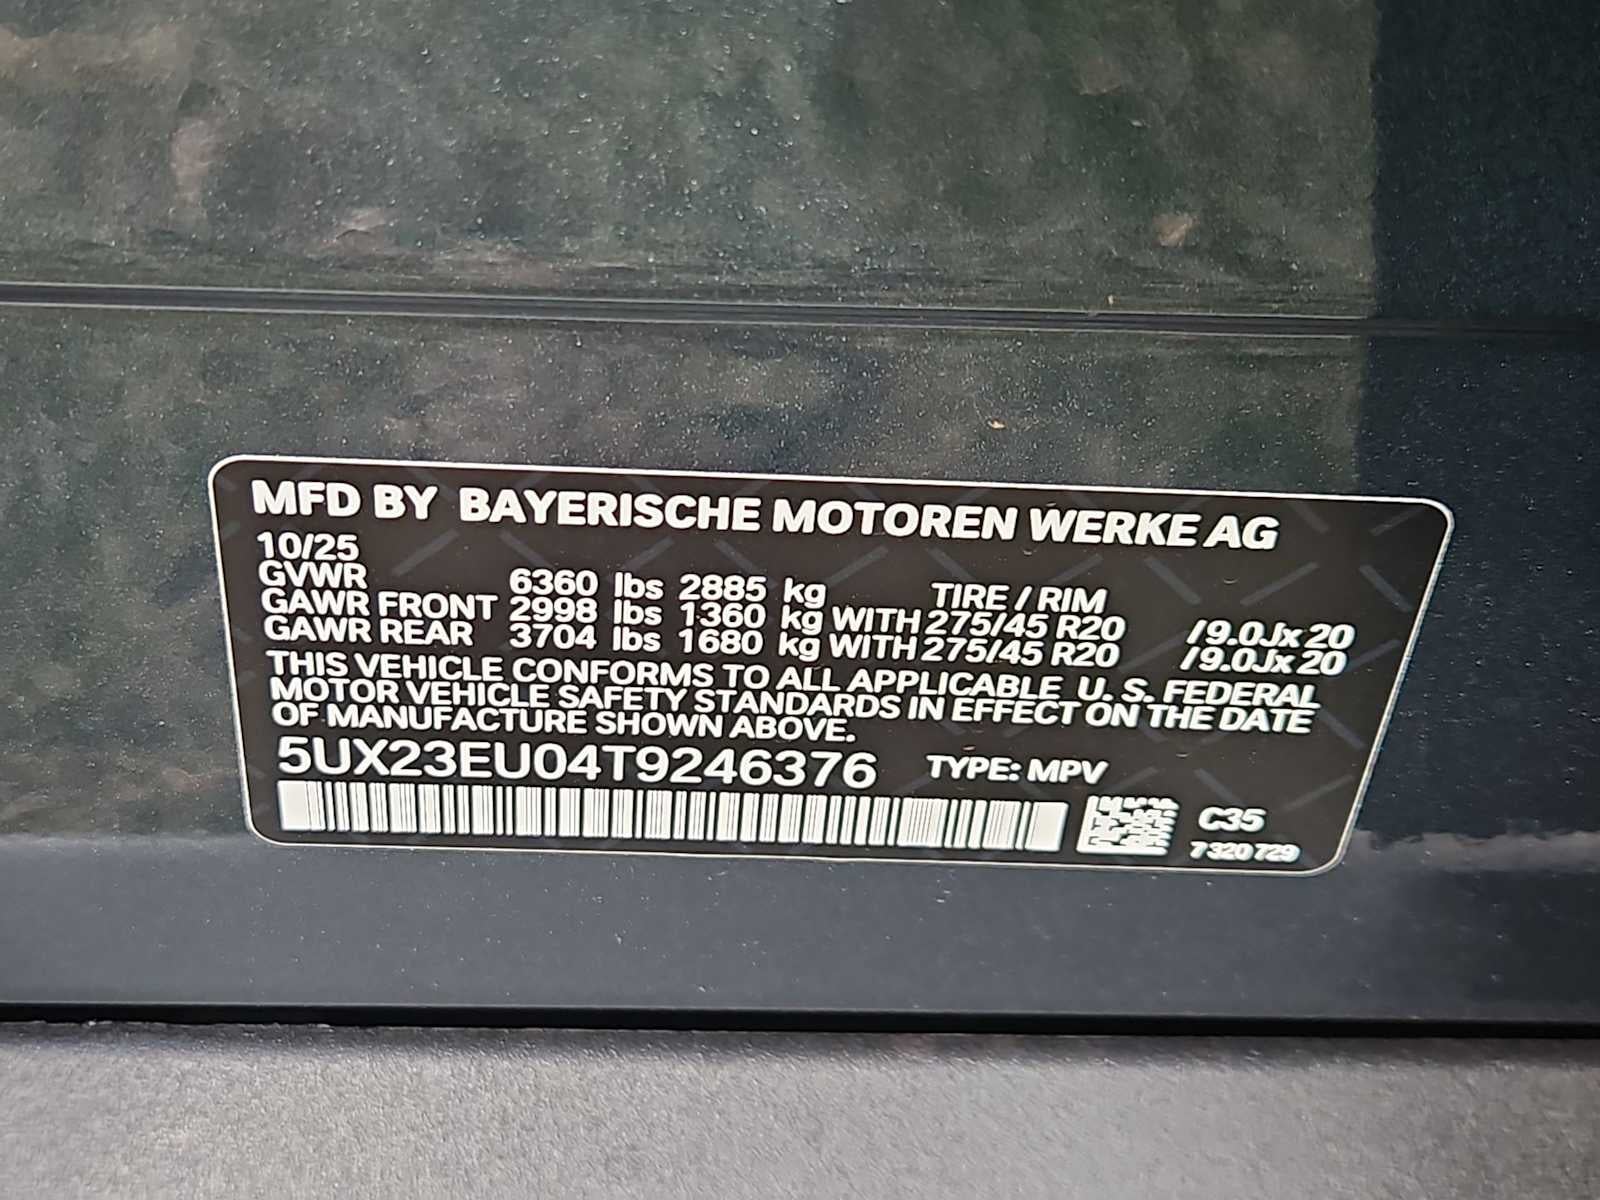 MFD BY BAYERISCHE MOTOREN WERKE AG
10/25
GVWR 6360 lbs 2885 kg TIRE / RIM
GAWR FRONT 2998 lbs 1360 kg WITH 275/45 R20 / 9.0Jx 20
GAWR REAR 3704 lbs 1680 kg WITH 275/45 R20 / 9.0Jx 20
THIS VEHICLE CONFORMS TO ALL APPLICABLE U. S. FEDERAL
MOTOR VEHICLE SAFETY STANDARDS IN EFFECT ON THE DATE
OF MANUFACTURE SHOWN ABOVE.
5UX23EU04T9246376 TYPE: MPV
C35
7 320 729